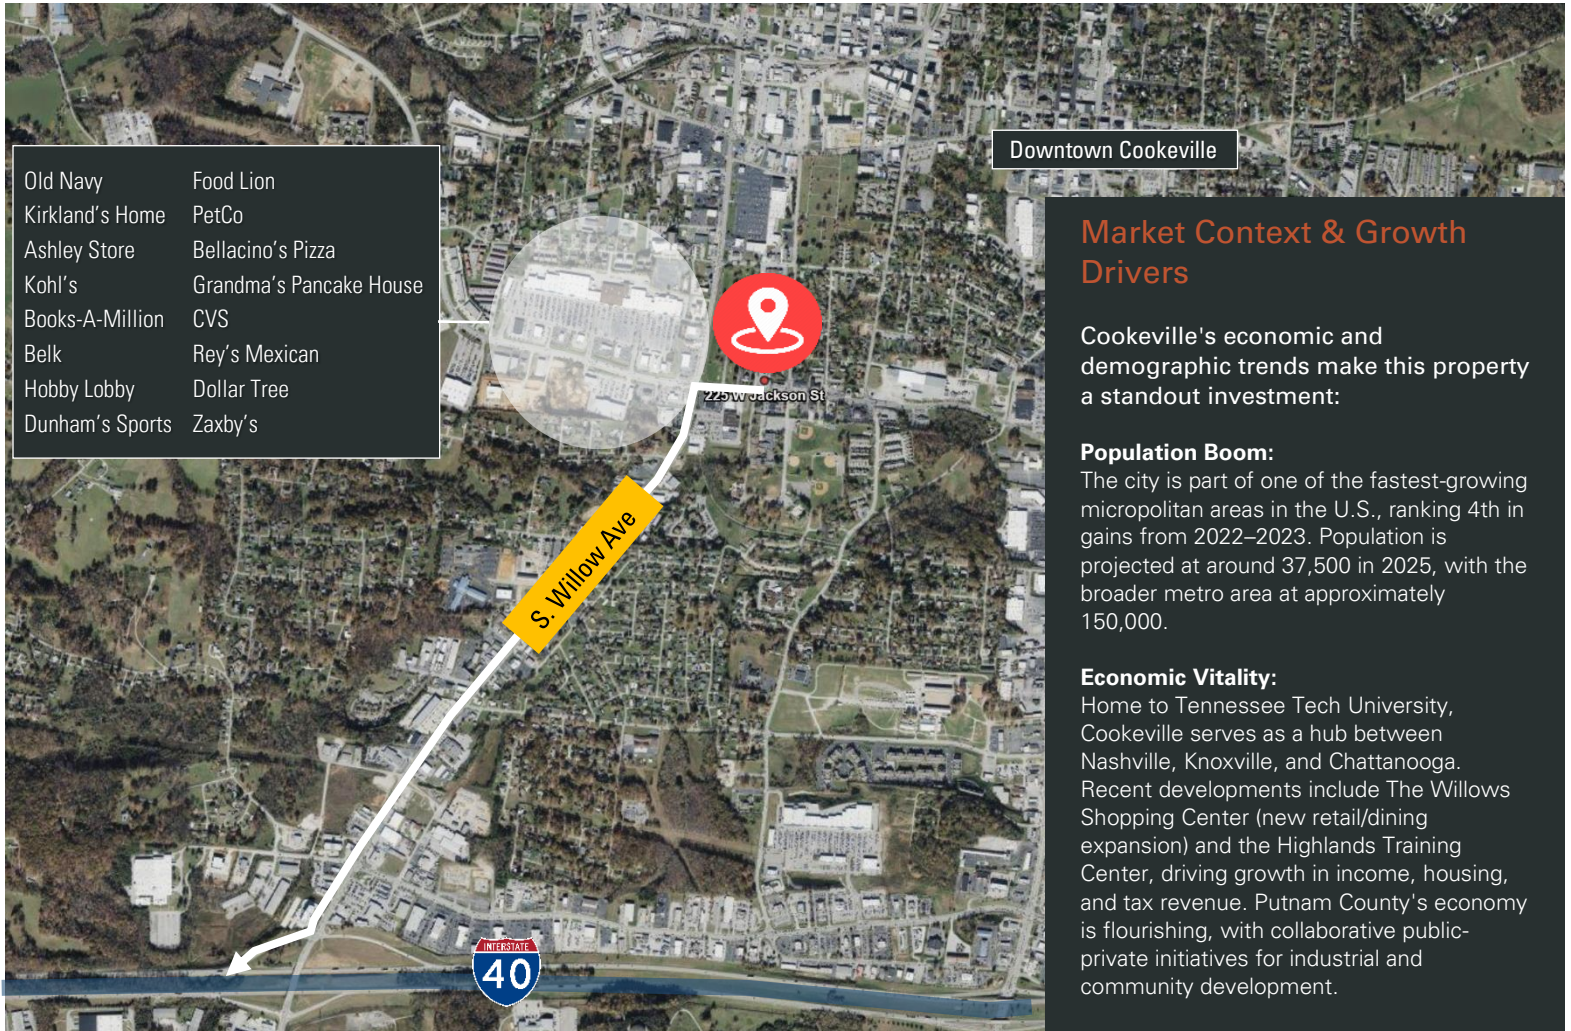 Downtown Cookeville
Old Navy
Kirkland's Home
Ashley Store
Kohl's
Books-A-Million
Belk
Hobby Lobby
Dunham's Sports
Food Lion
PetCo
Bellacino's Pizza
Grandma's Pancake House
CVS
Rey's Mexican
Dollar Tree
Zaxby's
225 W Jackson St
S. Willow Ave
INTERSTATE
40
Market Context & Growth
Drivers
Cookeville's economic and
demographic trends make this property
a standout investment:
Population Boom:
The city is part of one of the fastest-growing
micropolitan areas in the U.S., ranking 4th in
gains from 2022–2023. Population is
projected at around 37,500 in 2025, with the
broader metro area at approximately
150,000.
Economic Vitality:
Home to Tennessee Tech University,
Cookeville serves as a hub between
Nashville, Knoxville, and Chattanooga.
Recent developments include The Willows
Shopping Center (new retail/dining
expansion) and the Highlands Training
Center, driving growth in income, housing,
and tax revenue. Putnam County's economy
is flourishing, with collaborative public-
private initiatives for industrial and
community development.